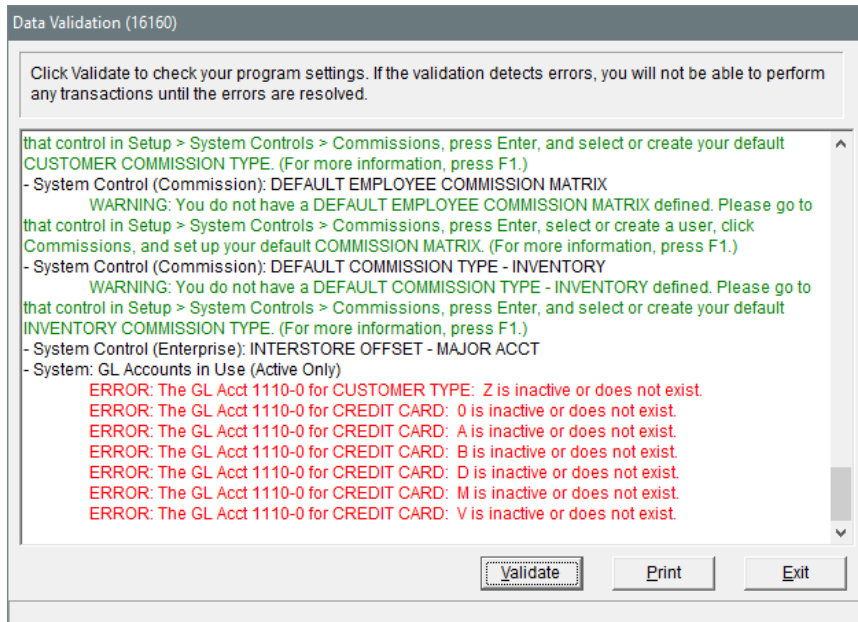 Data Validation (16160)
Click Validate to check your program settings. If the validation detects errors, you will not be able to perform
any transactions until the errors are resolved.
that control in Setup > System Controls > Commissions, press Enter, and select or create your default
CUSTOMER COMMISSION TYPE. (For more information, press F1.)
- System Control (Commission): DEFAULT EMPLOYEE COMMISSION MATRIX
WARNING: You do not have a DEFAULT EMPLOYEE COMMISSION MATRIX defined. Please go to
that control in Setup > System Controls > Commissions, press Enter, select or create a user, click
Commissions, and set up your default COMMISSION MATRIX. (For more information, press F1.)
- System Control (Commission): DEFAULT COMMISSION TYPE - INVENTORY
WARNING: You do not have a DEFAULT COMMISSION TYPE - INVENTORY defined. Please go to
that control in Setup > System Controls > Commissions, press Enter, and select or create your default
INVENTORY COMMISSION TYPE. (For more information, press F1.)
- System Control (Enterprise): INTERSTORE OFFSET - MAJOR ACCT
- System: GL Accounts in Use (Active Only)
ERROR: The GL Acct 1110-0 for CUSTOMER TYPE:  Z is inactive or does not exist.
ERROR: The GL Acct 1110-0 for CREDIT CARD:  0 is inactive or does not exist.
ERROR: The GL Acct 1110-0 for CREDIT CARD:  A is inactive or does not exist.
ERROR: The GL Acct 1110-0 for CREDIT CARD:  B is inactive or does not exist.
ERROR: The GL Acct 1110-0 for CREDIT CARD:  D is inactive or does not exist.
ERROR: The GL Acct 1110-0 for CREDIT CARD:  M is inactive or does not exist.
ERROR: The GL Acct 1110-0 for CREDIT CARD:  V is inactive or does not exist.
Validate Print Exit